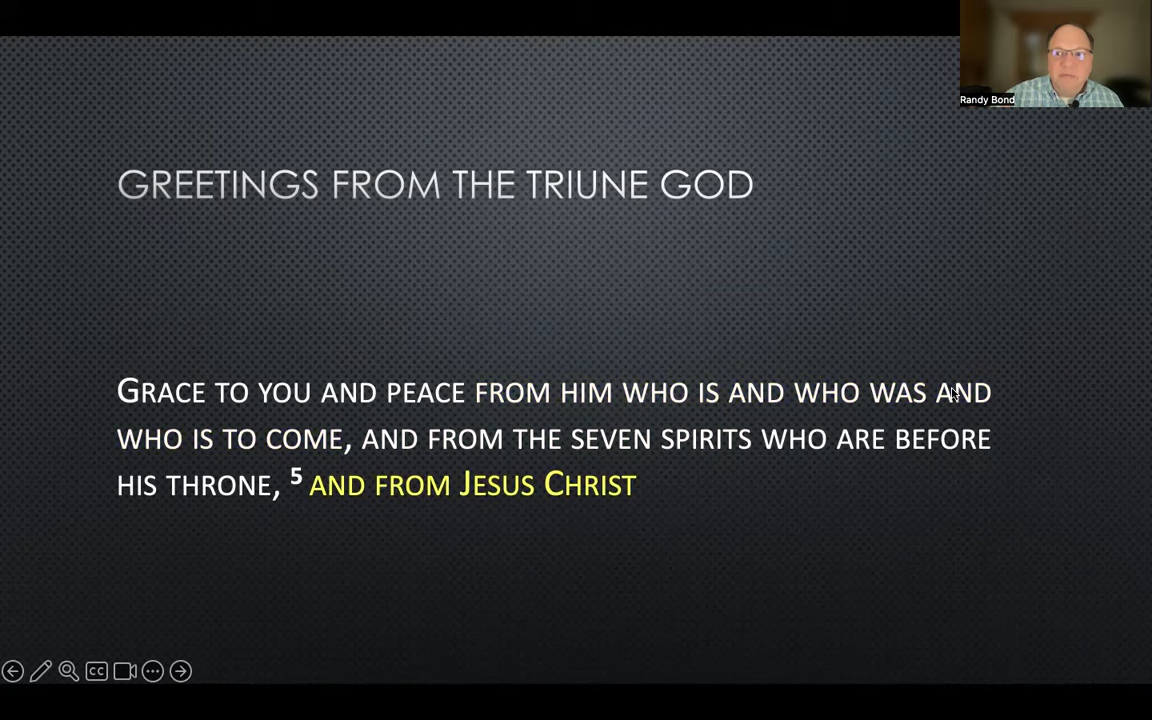 Randy Bond
GREETINGS FROM THE TRIUNE GOD
GRACE TO YOU AND PEACE FROM HIM WHO IS AND WHO WAS AND
WHO IS TO COME, AND FROM THE SEVEN SPIRITS WHO ARE BEFORE
HIS THRONE, 5 AND FROM JESUS CHRIST
CC